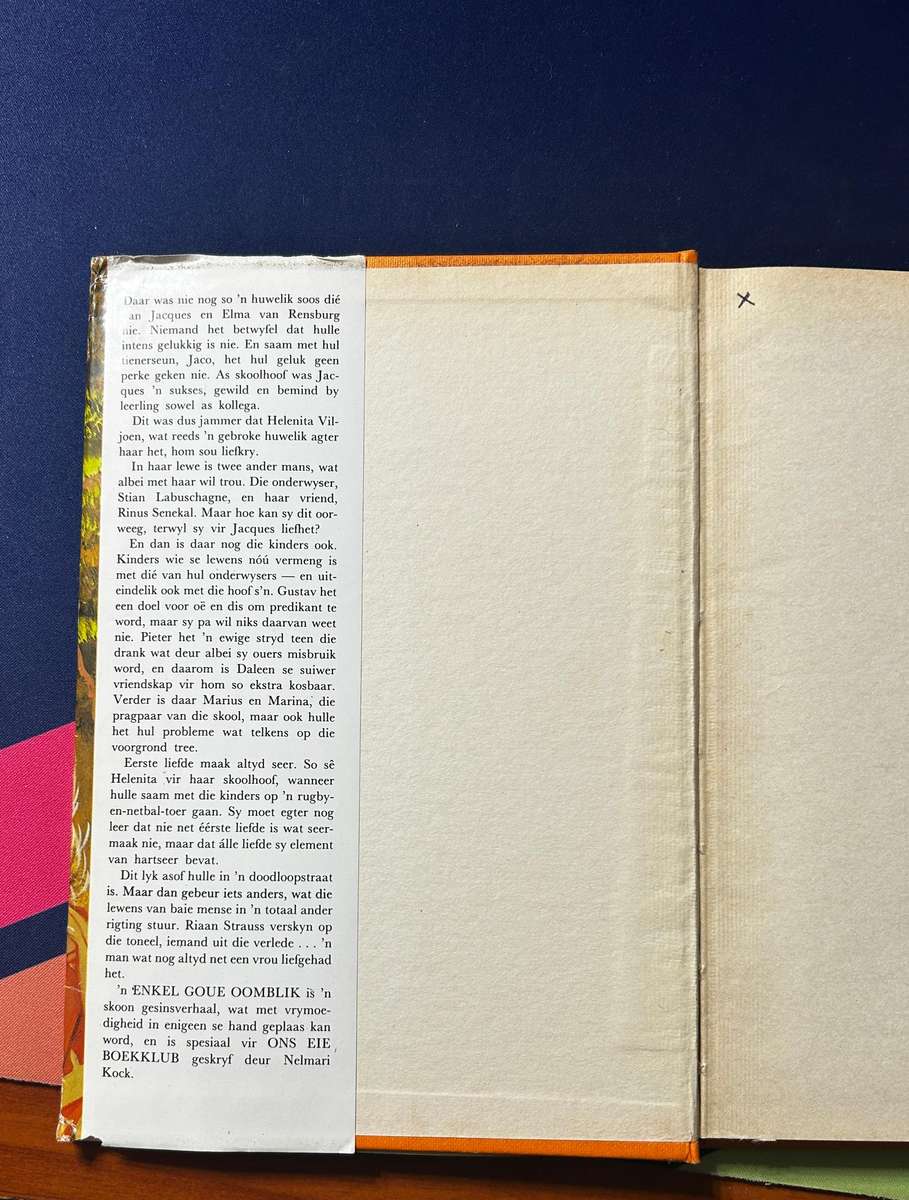 Daar was nie nog so 'n huwelik soos dié
an Jacques en Elma van Rensburg
nie. Niemand het betwyfel dat hulle
intens gelukkig is nie. En saam met hul
tienerseun, Jaco, het hul geluk geen
perke geken nie. As skoolhoof was Jac-
ques 'n sukses, gewild en bemind by
leerling sowel as kollega.
Dit was dus jammer dat Helenita Vil-
joen, wat reeds 'n gebroke huwelik agter
haar het, hom sou liefkry.
In haar lewe is twee ander mans, wat
albei met haar wil trou. Die onderwyser,
Stian Labuschagne, en haar vriend,
Rinus Senekal. Maar hoe kan sy dit oor-
weeg, terwyl sy vir Jacques liefhet?
En dan is daar nog die kinders ook.
Kinders wie se lewens nóú vermeng is
met dié van hul onderwysers — en uit-
eindelik ook met die hoof s'n. Gustav het
een doel voor oë en dis om predikant te
word, maar sy pa wil niks daarvan weet
nie. Pieter het 'n ewige stryd teen die
drank wat deur albei sy ouers misbruik
word, en daarom is Daleen se suiwer
vriendskap vir hom so ekstra kosbaar.
Verder is daar Marius en Marina, die
pragpaar van die skool, maar ook hulle
het hul probleme wat telkens op die
voorgrond tree.
Eerste liefde maak altyd seer. So sê
Helenita vir haar skoolhoof, wanneer
hulle saam met die kinders op 'n rugby-
en-netbal-toer gaan. Sy moet egter nog
leer dat nie net éérste liefde is wat seer-
maak nie, maar dat álle liefde sy element
van hartseer bevat.
Dit lyk asof hulle in 'n doodloopstraat
is. Maar dan gebeur iets anders, wat die
lewens van baie mense in 'n totaal ander
rigting stuur. Riaan Strauss verskyn op
die toneel, iemand uit die verlede . . . 'n
man wat nog altyd net een vrou liefgehad
het.
'n ENKEL GOUE OOMBLIK is 'n
skoon gesinsverhaal, wat met vrymoe-
digheid in enigeen se hand geplaas kan
word, en is spesiaal vir ONS EIE
BOEKKLUB geskryf deur Nelmari
Kock.
x